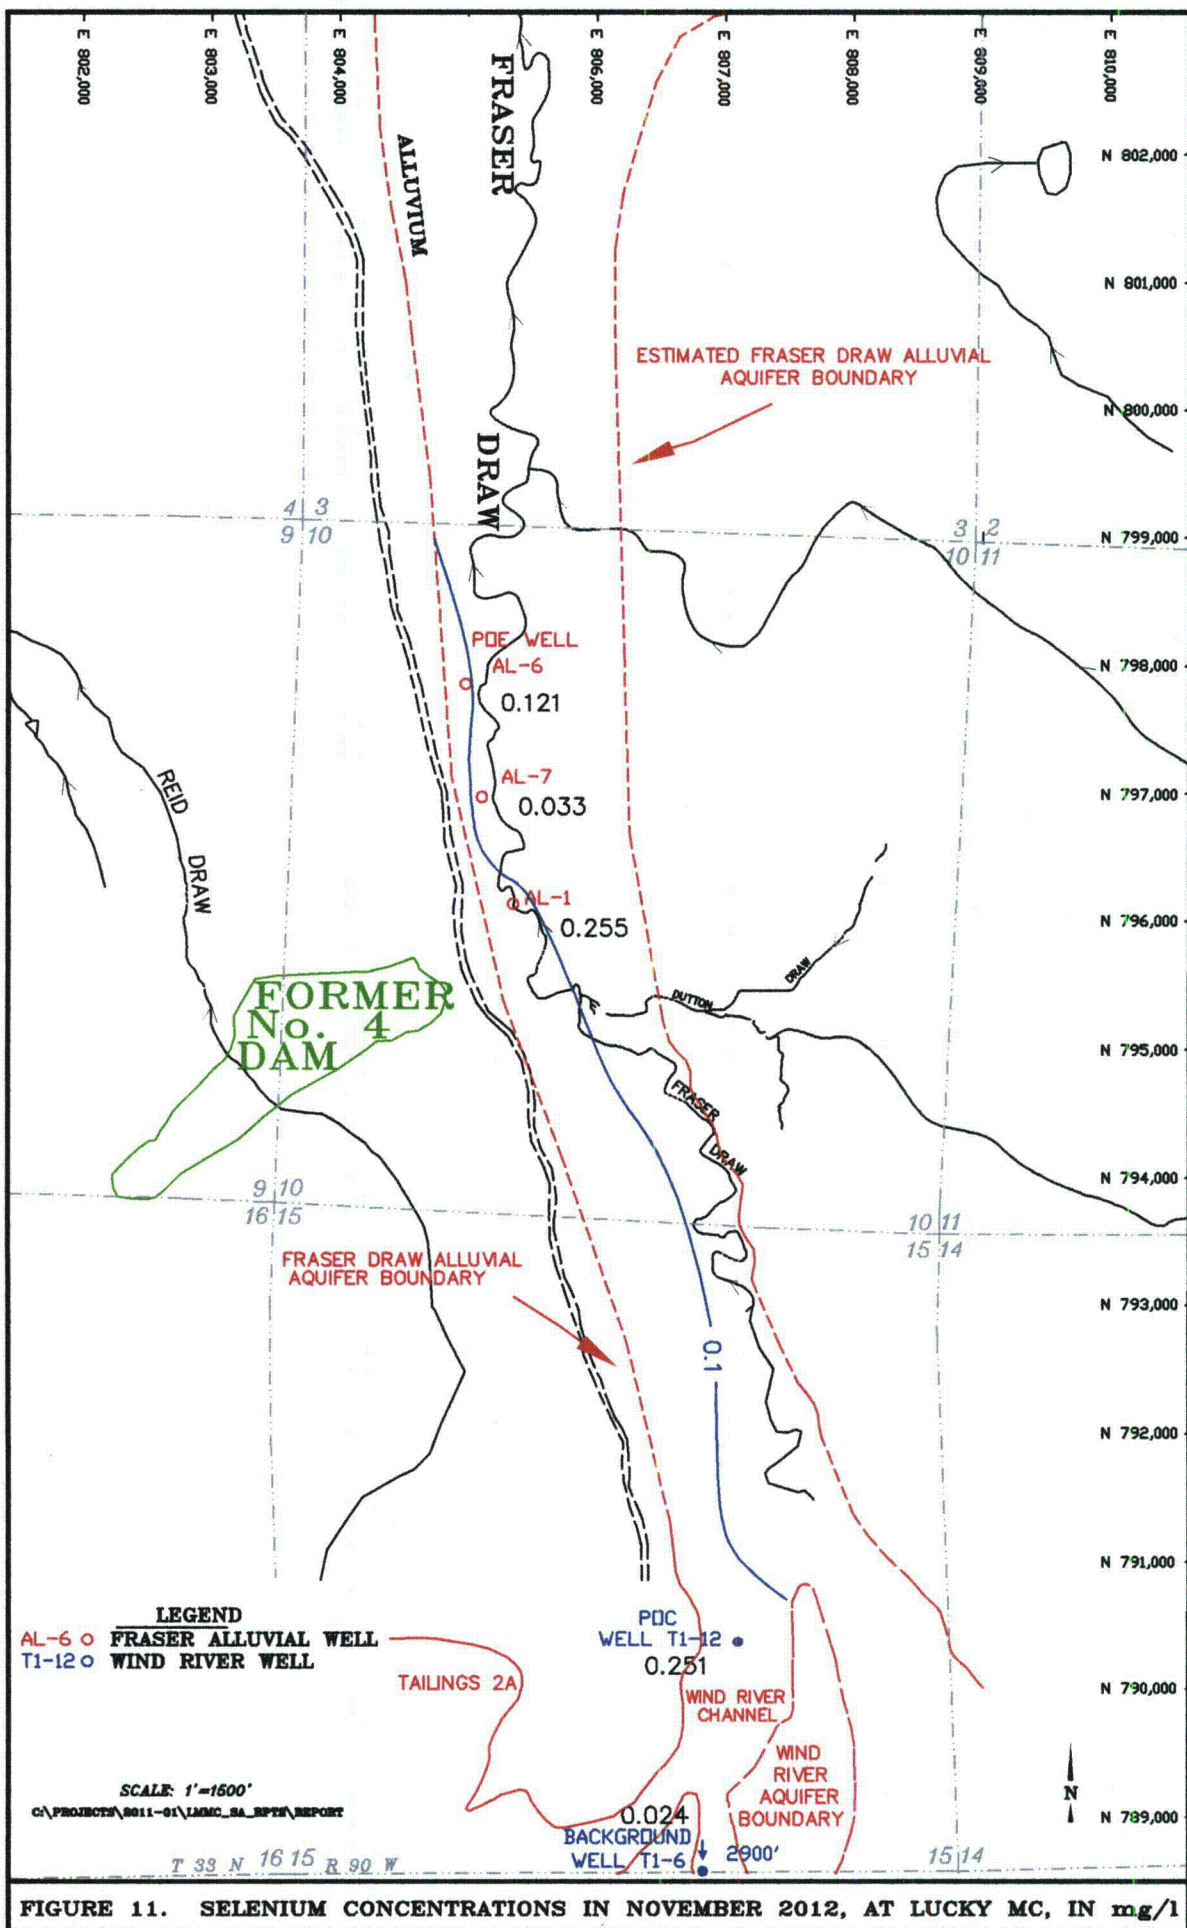 E 802,000
E 803,000
E 804,000
E 806,000
E 807,000
E 808,000
E 809,000
E 810,000
N 802,000
N 801,000
N 800,000
N 799,000
N 798,000
N 797,000
N 796,000
N 795,000
N 794,000
N 793,000
N 792,000
N 791,000
N 790,000
N 789,000
FRASER
DRAW
ALLUVIUM
ESTIMATED FRASER DRAW ALLUVIAL
AQUIFER BOUNDARY
4 3
9 10
3 2
10 11
POE WELL
AL-6
0.121
AL-7
0.033
AL-1
0.255
REID
DRAW
FORMER
No. 4
DAM
DRAW
DUTTON
FRASER
DRAW
9 10
16 15
10 11
15 14
FRASER DRAW ALLUVIAL
AQUIFER BOUNDARY
0.1
LEGEND
AL-6 FRASER ALLUVIAL WELL
T1-12 WIND RIVER WELL
POC
WELL T1-12
0.251
TAILINGS 2A
WIND RIVER
CHANNEL
WIND
RIVER
AQUIFER
BOUNDARY
N
SCALE: 1"=1500'
C:\PROJECTS\2011-01\LMMC_SA_RPTS\REPORT
0.024
BACKGROUND
WELL T1-6
2900'
T 33 N 16 15 R 90 W
15 14
FIGURE 11. SELENIUM CONCENTRATIONS IN NOVEMBER 2012, AT LUCKY MC, IN mg/l